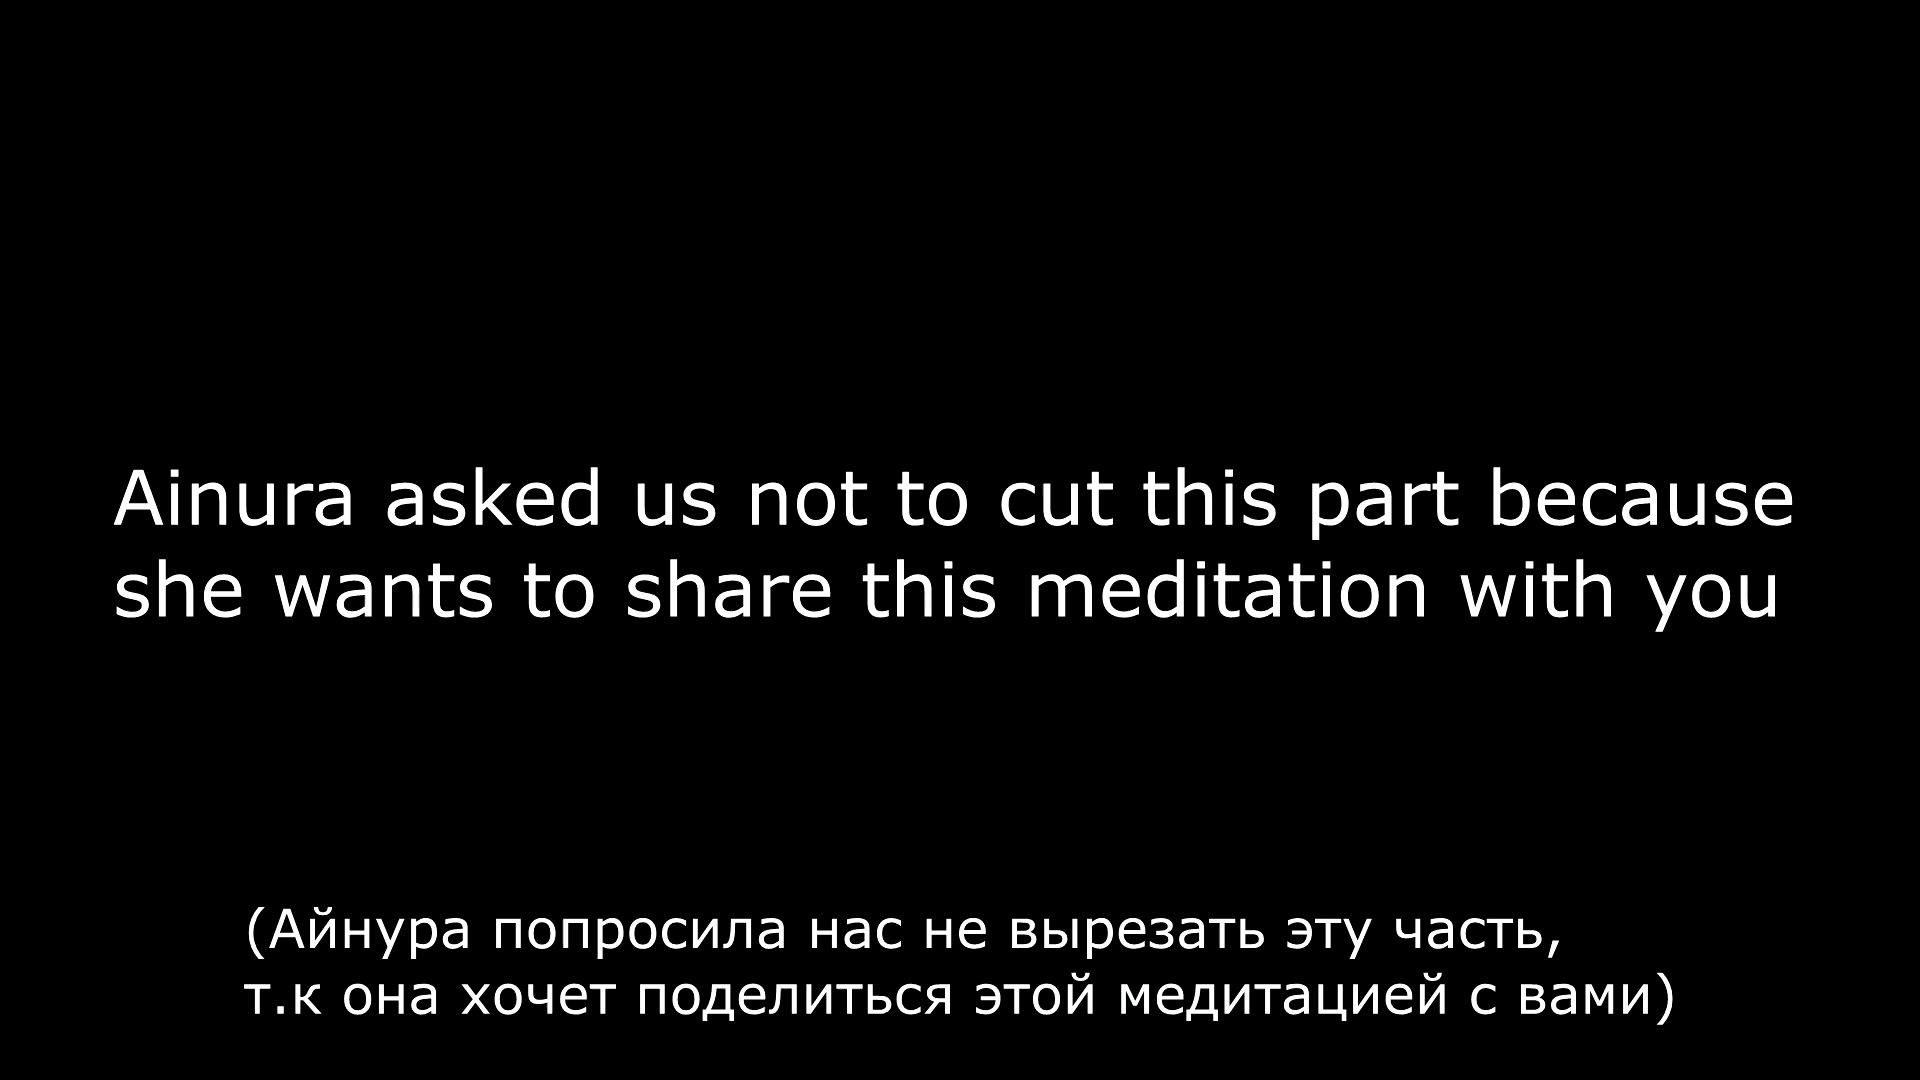 Ainura asked us not to cut this part because
she wants to share this meditation with you
(Айнура попросила нас не вырезать эту часть,
т.к она хочет поделиться этой медитацией с вами)